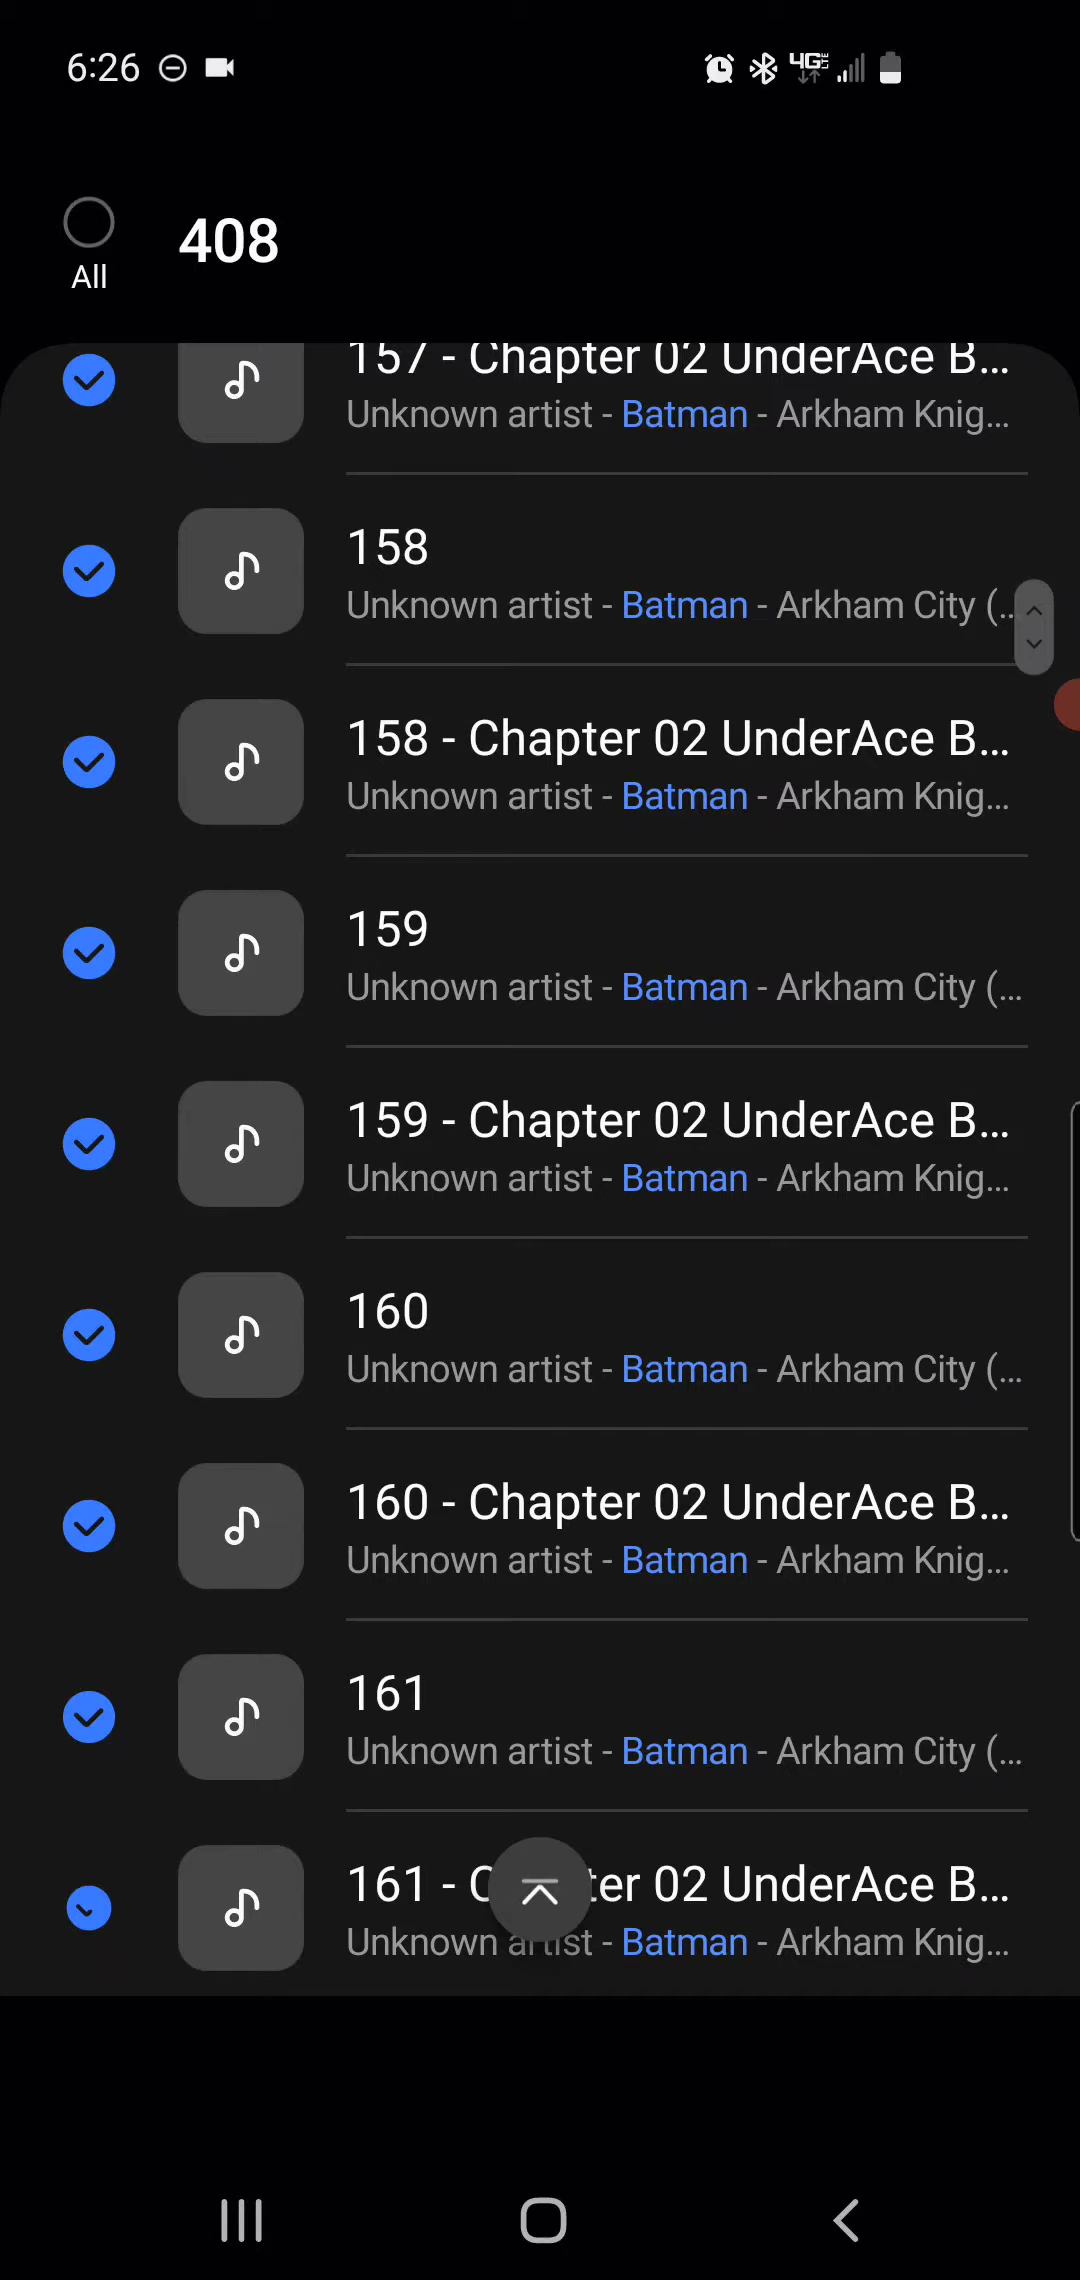 6:26
4G LTE
408
All
157 - Chapter 02 UnderAce B...
Unknown artist - Batman - Arkham Knig...
158
Unknown artist - Batman - Arkham City (...
158 - Chapter 02 UnderAce B...
Unknown artist - Batman - Arkham Knig...
159
Unknown artist - Batman - Arkham City (...
159 - Chapter 02 UnderAce B...
Unknown artist - Batman - Arkham Knig...
160
Unknown artist - Batman - Arkham City (...
160 - Chapter 02 UnderAce B...
Unknown artist - Batman - Arkham Knig...
161
Unknown artist - Batman - Arkham City (...
161 - C ter 02 UnderAce B...
Unknown artist - Batman - Arkham Knig...